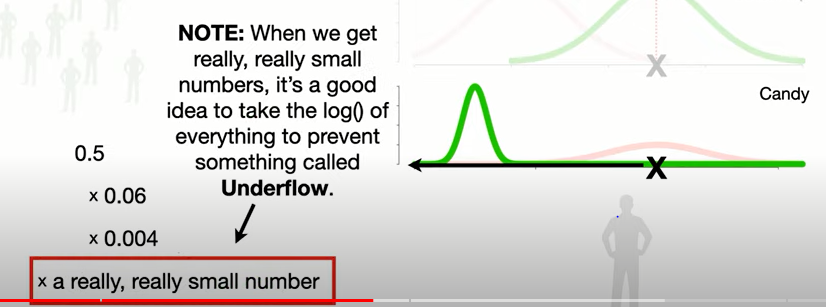 NOTE: When we get
really, really small
numbers, it's a good
idea to take the log() of
everything to prevent
something called
Underflow.
X
Candy
X
0.5
x 0.06
x 0.004
x a really, really small number